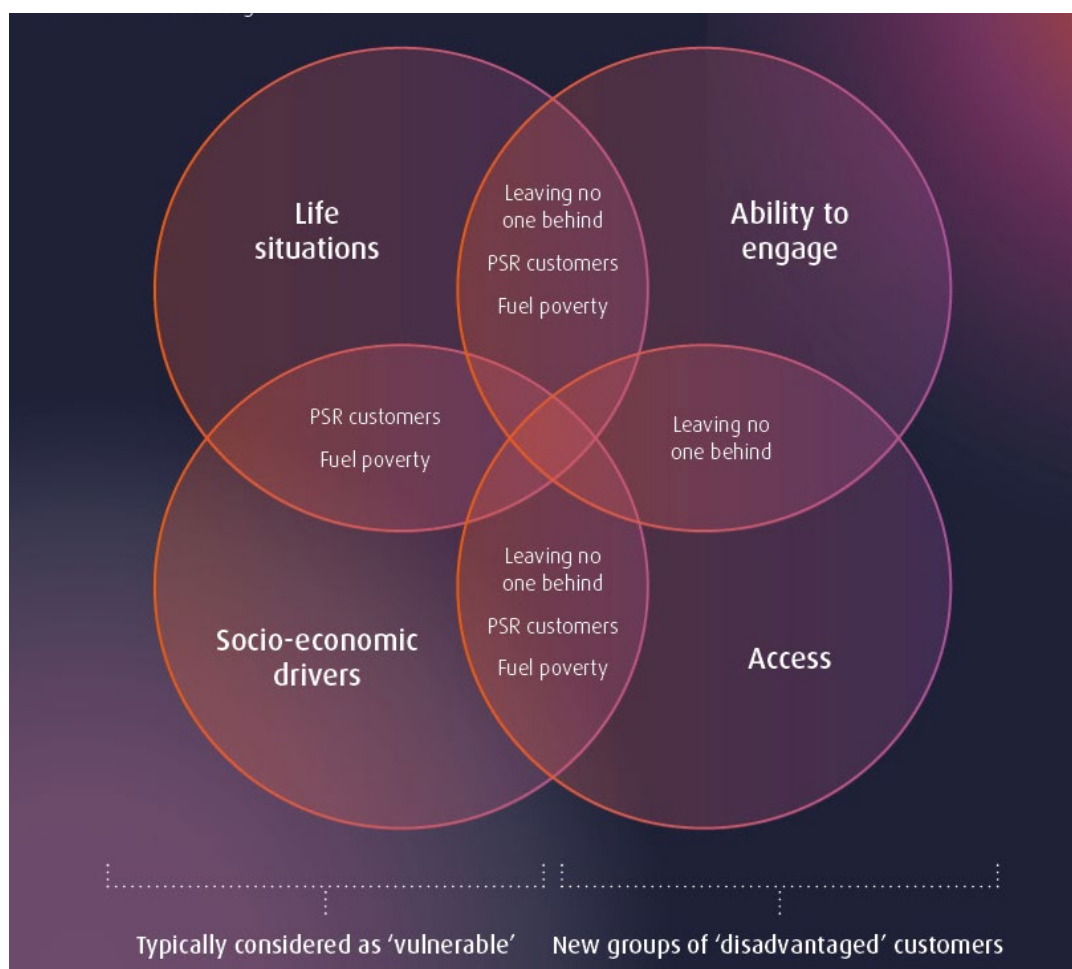 Life
situations
Leaving no
one behind
PSR customers
Fuel poverty
Ability to
engage
PSR customers
Fuel poverty
Leaving no
one behind
Socio-economic
drivers
Leaving no
one behind
PSR customers
Fuel poverty
Access
Typically considered as ‘vulnerable’
New groups of ‘disadvantaged’ customers